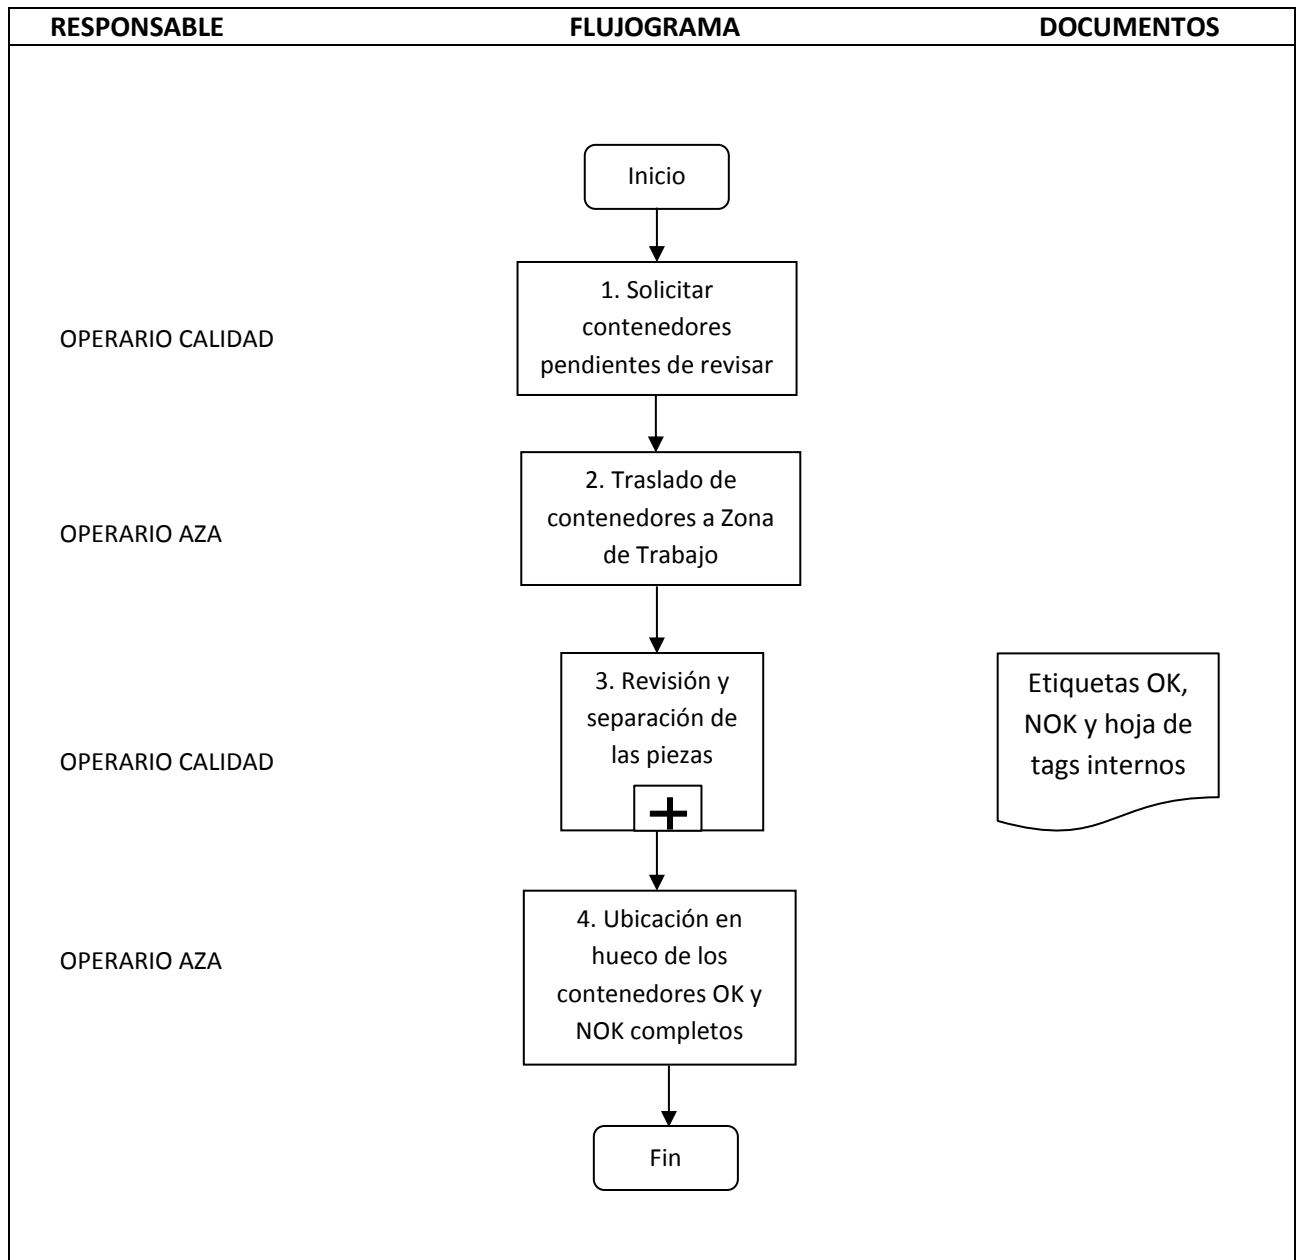 RESPONSABLE FLUJOGRAMA DOCUMENTOS
Inicio
1. Solicitar
contenedores
pendientes de revisar
OPERARIO CALIDAD
2. Traslado de
contenedores a Zona
de Trabajo
OPERARIO AZA
3. Revisión y
separación de
las piezas
OPERARIO CALIDAD
Etiquetas OK,
NOK y hoja de
tags internos
4. Ubicación en
hueco de los
contenedores OK y
NOK completos
OPERARIO AZA
Fin